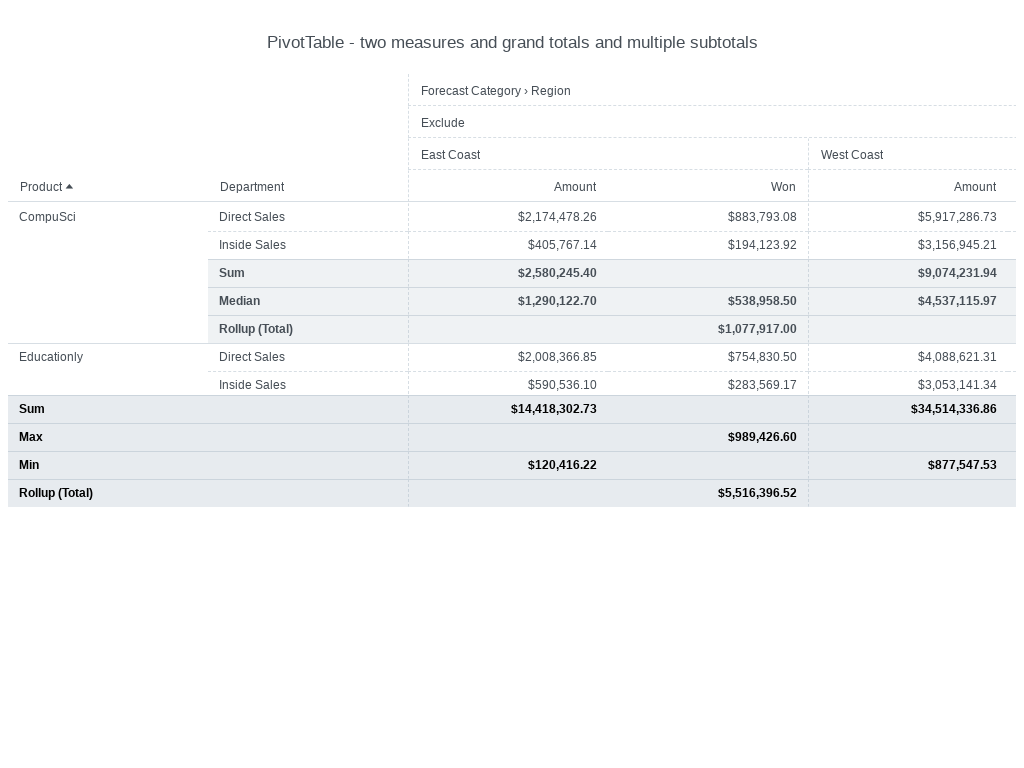 PivotTable - two measures and grand totals and multiple subtotals
Forecast Category › Region
Exclude
East Coast West Coast
Product Department Amount Won Amount
CompuSci Direct Sales $2,174,478.26 $883,793.08 $5,917,286.73
Inside Sales $405,767.14 $194,123.92 $3,156,945.21
Sum $2,580,245.40 $9,074,231.94
Median $1,290,122.70 $538,958.50 $4,537,115.97
Rollup (Total) $1,077,917.00
Educationly Direct Sales $2,008,366.85 $754,830.50 $4,088,621.31
Inside Sales $590,536.10 $283,569.17 $3,053,141.34
Sum $14,418,302.73 $34,514,336.86
Max $989,426.60
Min $120,416.22 $877,547.53
Rollup (Total) $5,516,396.52